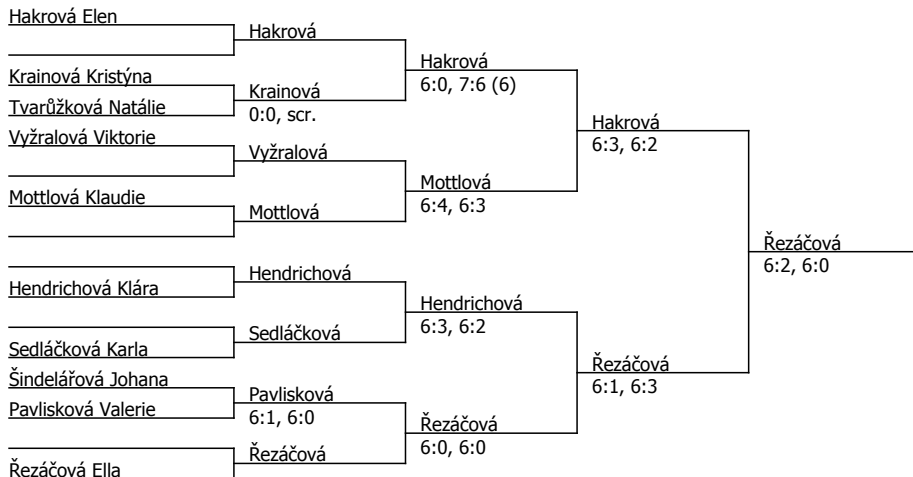 Hakrová Elen
Krainová Kristýna
Tvarůžková Natálie
Vyžralová Viktorie
Mottlová Klaudie
Hendrichová Klára
Sedláčková Karla
Šindelářová Johana
Pavlisková Valerie
Řezáčová Ella
Hakrová
Krainová
0:0, scr.
Vyžralová
Mottlová
Hendrichová
Sedláčková
Pavlisková
6:1, 6:0
Řezáčová
Hakrová
6:0, 7:6 (6)
Mottlová
6:4, 6:3
Hendrichová
6:3, 6:2
Řezáčová
6:0, 6:0
Hakrová
6:3, 6:2
Řezáčová
6:1, 6:3
Řezáčová
6:2, 6:0